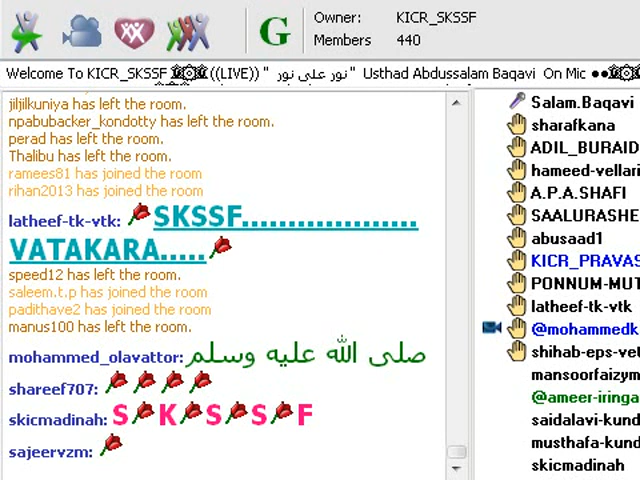 G
Owner: KICR_SKSSF
Members 440
Welcome To KICR_SKSSF ((LIVE)) " نور على نور " Usthad Abdussalam Baqavi On Mic ●●
jiljilkuniya has left the room.
npabubacker_kondotty has left the room.
perad has left the room.
Thalibu has left the room.
ramees81 has joined the room
rihan2013 has joined the room
latheef-tk-vtk: SKSSF...................
VATAKARA.....
speed12 has left the room.
saleem.t.p has joined the room
padithave2 has joined the room
manus100 has left the room.
mohammed_olavattor: صلى الله عليه وسلم
shareef707:
skicmadinah: S K S S F
sajeervzm:
Salam.Baqavi
sharafkana
ADIL_BURAID
hameed-vellari
A.P.A.SHAFI
SAALURASHE
abusaad1
KICR_PRAVAS
PONNUM-MUT
latheef-tk-vtk
@mohammedk
shihab-eps-vet
mansoorfaizym
@ameer-iringa
saidalavi-kund
musthafa-kund
skicmadinah